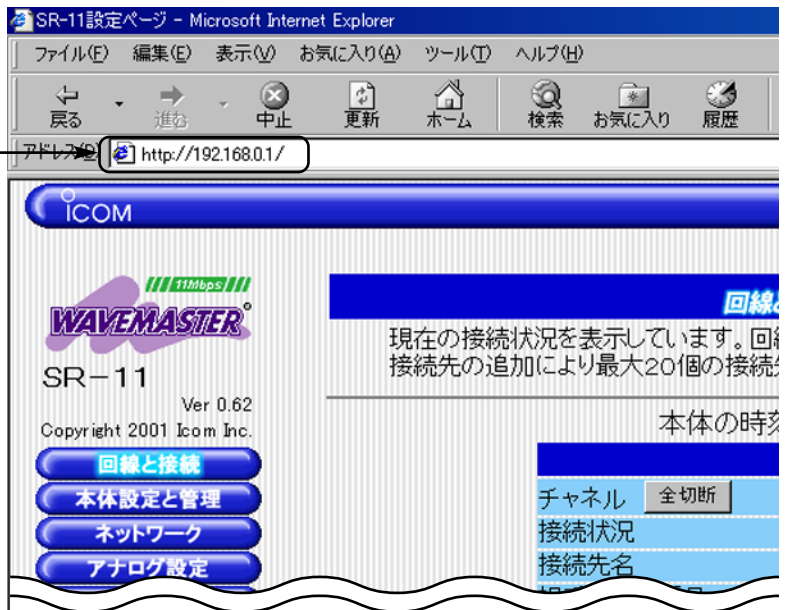 SR-11設定ページ - Microsoft Internet Explorer
ファイル(F) 編集(E) 表示(V) お気に入り(A) ツール(T) ヘルプ(H)
戻る 進む 中止 更新 ホーム 検索 お気に入り 履歴
アドレス(D) http://192.168.0.1/
ICOM
11Mbps
WAVEMASTER®
SR-11
Ver 0.62
Copyright 2001 Icom Inc.
回線と接続
本体設定と管理
ネットワーク
アナログ設定
回線
現在の接続状況を表示しています。回
接続先の追加により最大20個の接続
本体の時
チャネル 全切断
接続状況
接続先名